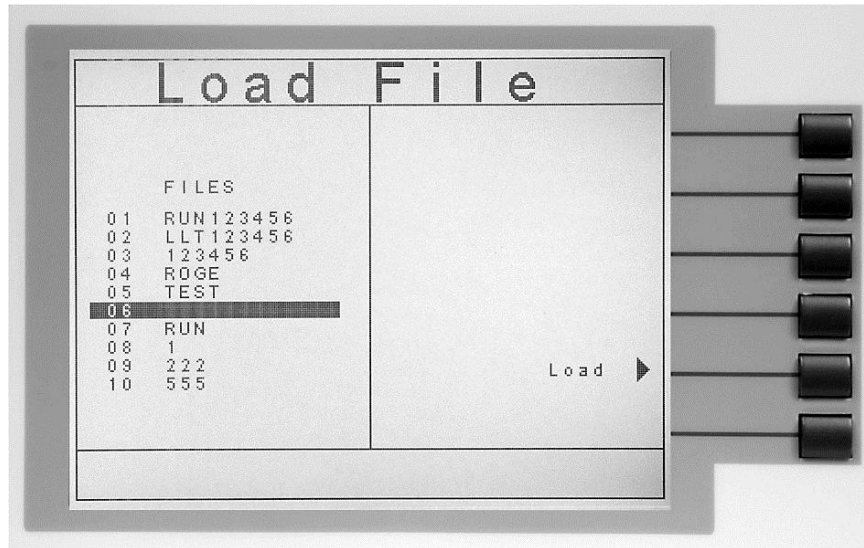 Load File
FILES
01 RUN123456
02 LLT123456
03 123456
04 ROGE
05 TEST
06
07 RUN
08 1
09 222
10 555
Load